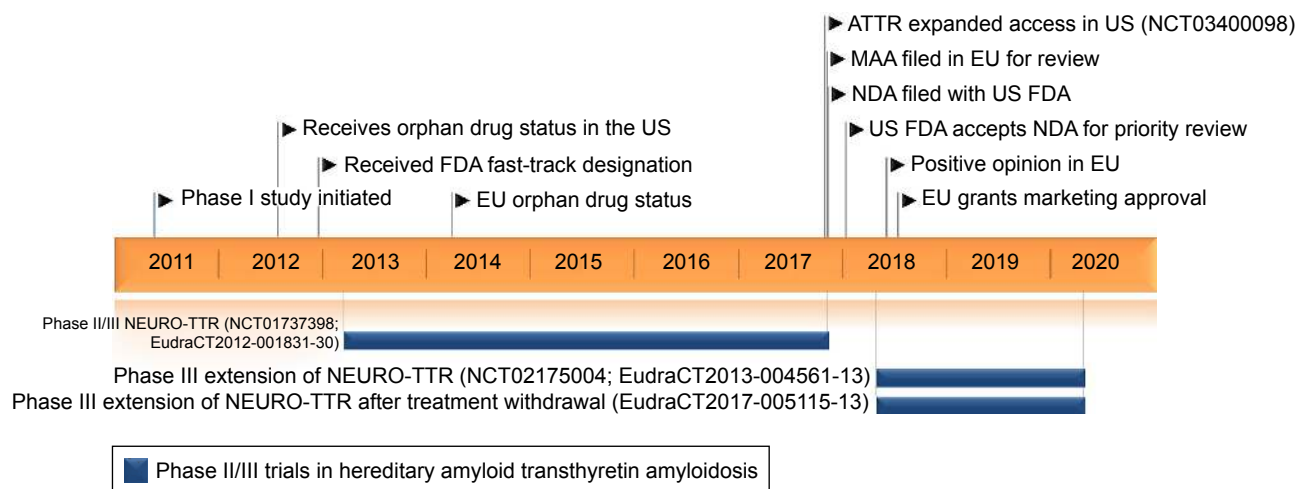 ATTR expanded access in US (NCT03400098)
MAA filed in EU for review
NDA filed with US FDA
Receives orphan drug status in the US
US FDA accepts NDA for priority review
Received FDA fast-track designation
Positive opinion in EU
Phase I study initiated
EU orphan drug status
EU grants marketing approval
2011
2012
2013
2014
2015
2016
2017
2018
2019
2020
Phase II/III NEURO-TTR (NCT01737398;
EudraCT2012-001831-30)
Phase III extension of NEURO-TTR (NCT02175004; EudraCT2013-004561-13)
Phase III extension of NEURO-TTR after treatment withdrawal (EudraCT2017-005115-13)
Phase II/III trials in hereditary amyloid transthyretin amyloidosis